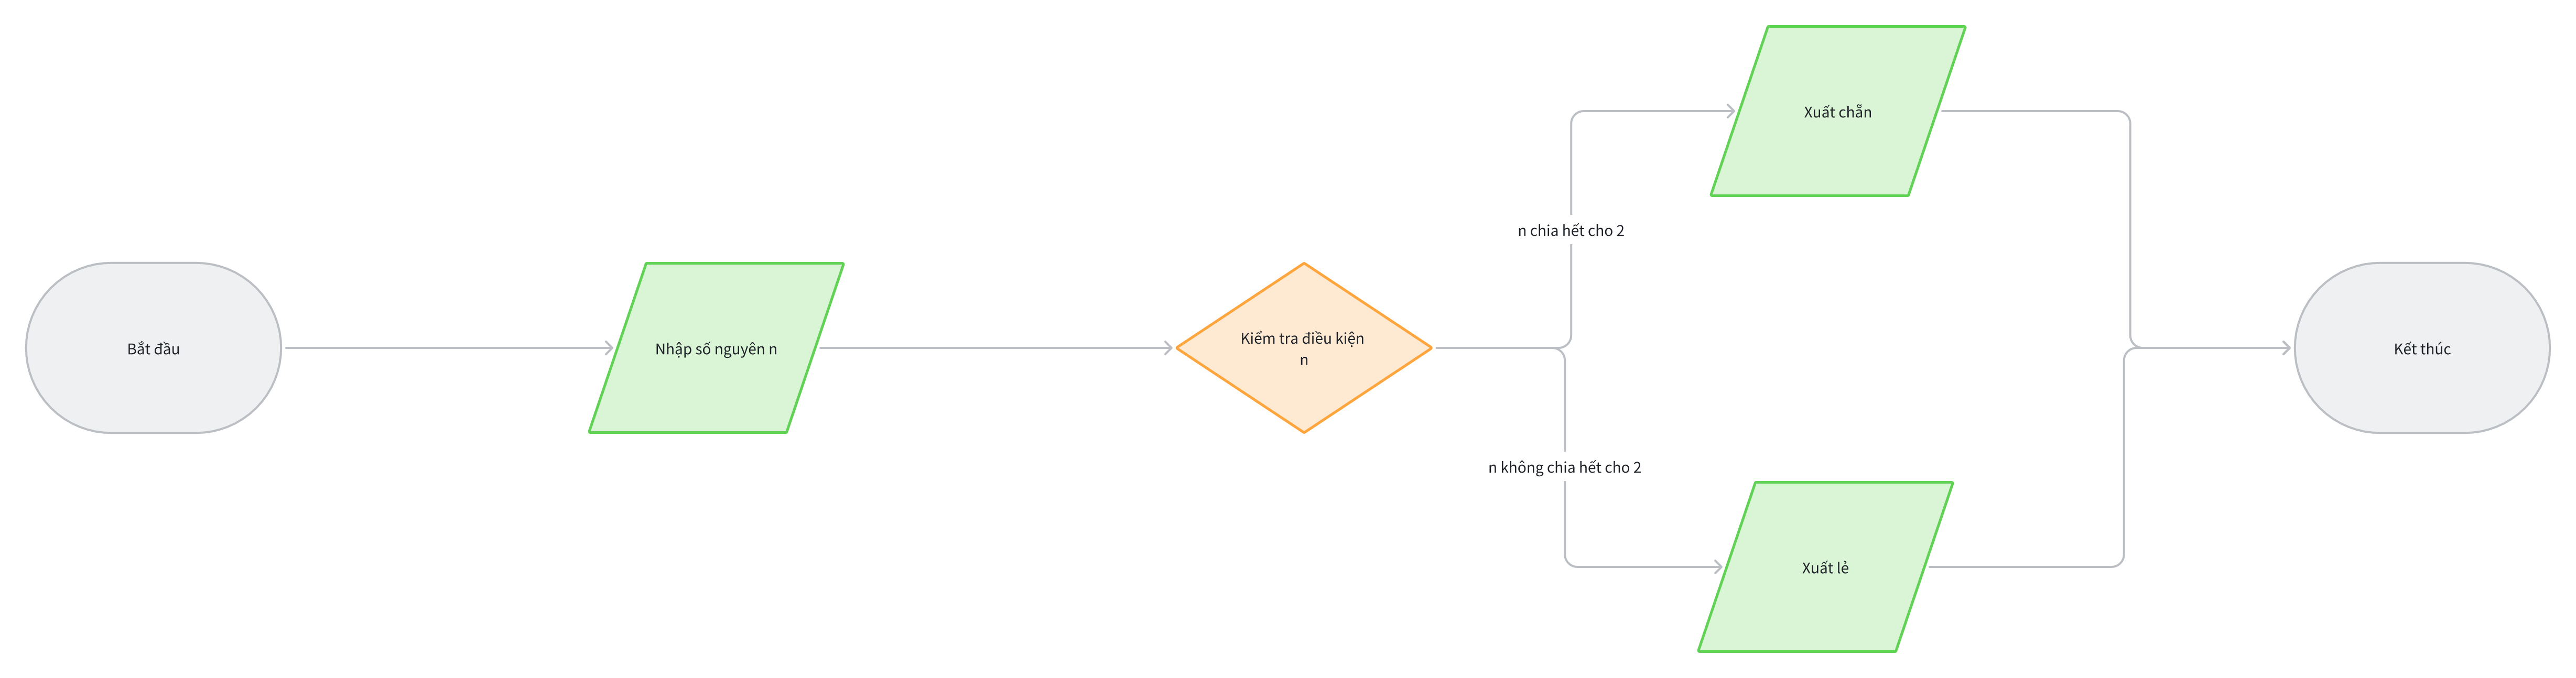 Bắt đầu
Nhập số nguyên n
Kiểm tra điều kiện
n
n chia hết cho 2
n không chia hết cho 2
Xuất chẵn
Xuất lẻ
Kết thúc